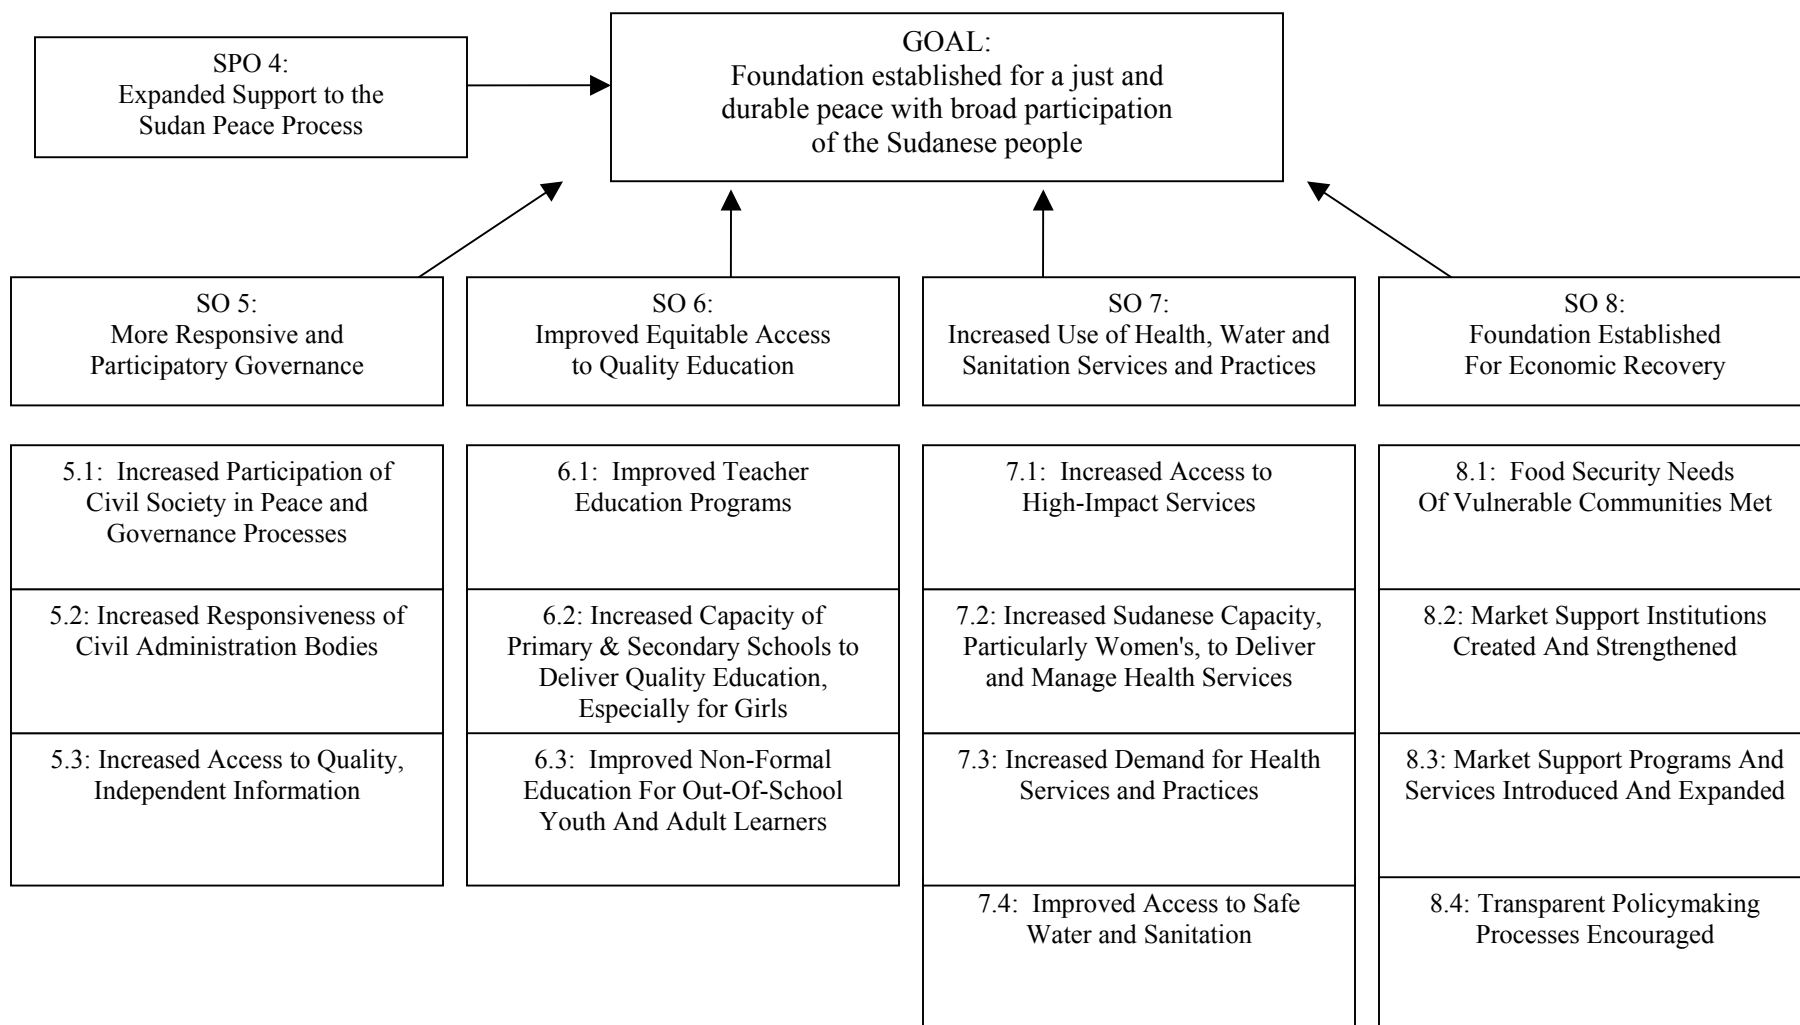 SPO 4:
Expanded Support to the
Sudan Peace Process
GOAL:
Foundation established for a just and
durable peace with broad participation
of the Sudanese people
SO 5:
More Responsive and
Participatory Governance
SO 6:
Improved Equitable Access
to Quality Education
SO 7:
Increased Use of Health, Water and
Sanitation Services and Practices
SO 8:
Foundation Established
For Economic Recovery
5.1:  Increased Participation of
Civil Society in Peace and
Governance Processes
5.2: Increased Responsiveness of
Civil Administration Bodies
5.3: Increased Access to Quality,
Independent Information
6.1:  Improved Teacher
Education Programs
6.2: Increased Capacity of
Primary & Secondary Schools to
Deliver Quality Education,
Especially for Girls
6.3:  Improved Non-Formal
Education For Out-Of-School
Youth And Adult Learners
7.1:  Increased Access to
High-Impact Services
7.2: Increased Sudanese Capacity,
Particularly Women's, to Deliver
and Manage Health Services
7.3: Increased Demand for Health
Services and Practices
7.4:  Improved Access to Safe
Water and Sanitation
8.1:  Food Security Needs
Of Vulnerable Communities Met
8.2: Market Support Institutions
Created And Strengthened
8.3: Market Support Programs And
Services Introduced And Expanded
8.4: Transparent Policymaking
Processes Encouraged